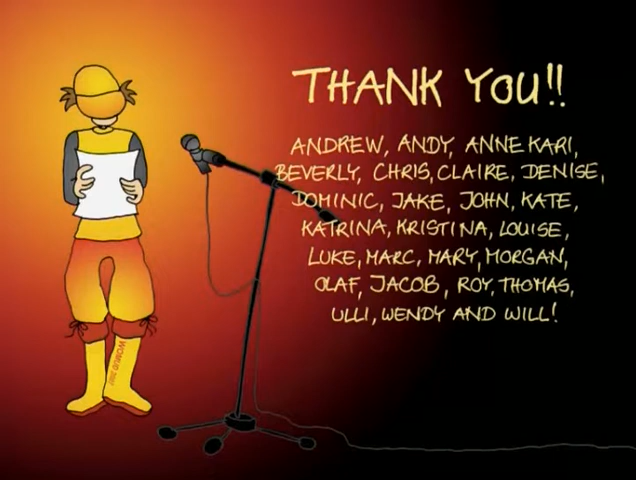 THANK YOU!!
ANDREW, ANDY, ANNE KARI,
BEVERLY, CHRIS, CLAIRE, DENISE,
DOMINIC, JAKE, JOHN, KATE,
KATRINA, KRISTINA, LOUISE,
LUKE, MARC, MARY, MORGAN,
OLAF, JACOB, ROY, THOMAS,
ULLI, WENDY AND WILL!